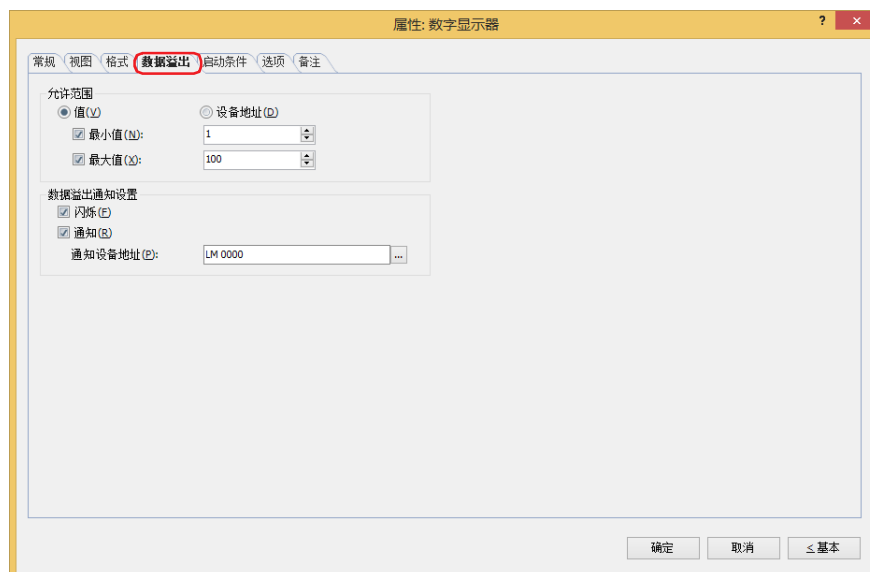 属性: 数字显示器 ? ×
常规 视图 格式 数据溢出 启动条件 选项 备注
允许范围
值(V) 设备地址(D)
最小值(N): 1
最大值(X): 100
数据溢出通知设置
闪烁(F)
通知(R)
通知设备地址(P): LM 0000 ...
确定 取消 ≤基本